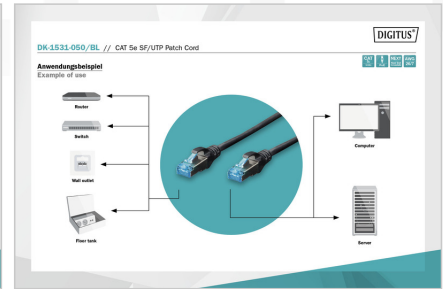 DIGITUS®
DK-1531-050/BL // CAT 5e SF/UTP Patch Cord
Anwendungsbeispiel
Example of use
Router
Switch
Wall outlet
Floor tank
Computer
Server